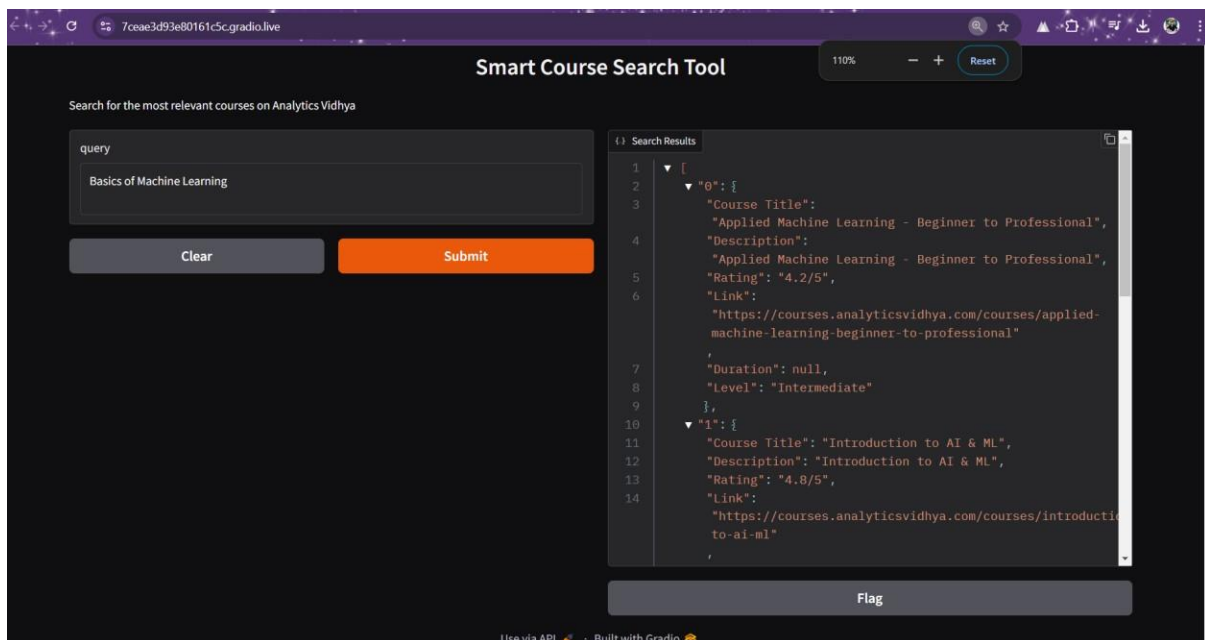 7ceae3d93e80161c5c.gradio.live
110%
Reset
Smart Course Search Tool
Search for the most relevant courses on Analytics Vidhya
query
Basics of Machine Learning
Clear
Submit
Search Results
1 [
2 "0": {
3 "Course Title":
"Applied Machine Learning - Beginner to Professional",
4 "Description":
"Applied Machine Learning - Beginner to Professional",
5 "Rating": "4.2/5",
6 "Link":
"https://courses.analyticsvidhya.com/courses/applied-
machine-learning-beginner-to-professional"
,
7 "Duration": null,
8 "Level": "Intermediate"
9 },
10 "1": {
11 "Course Title": "Introduction to AI & ML",
12 "Description": "Introduction to AI & ML",
13 "Rating": "4.8/5",
14 "Link":
"https://courses.analyticsvidhya.com/courses/introductio
to-ai-ml"
,
Flag
Use via API · Built with Gradio